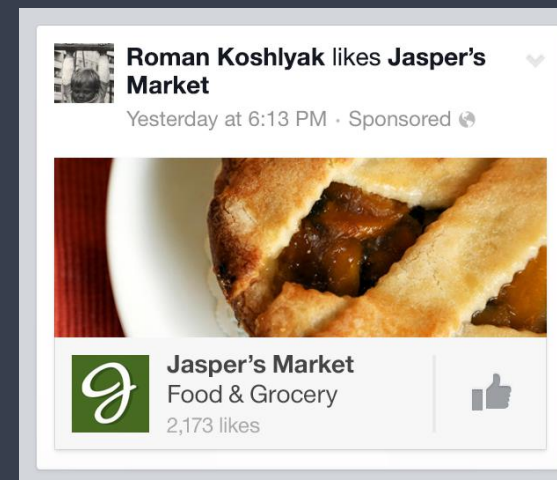 Roman Koshlyak likes Jasper’s
Market
Yesterday at 6:13 PM · Sponsored
Jasper’s Market
Food & Grocery
2,173 likes